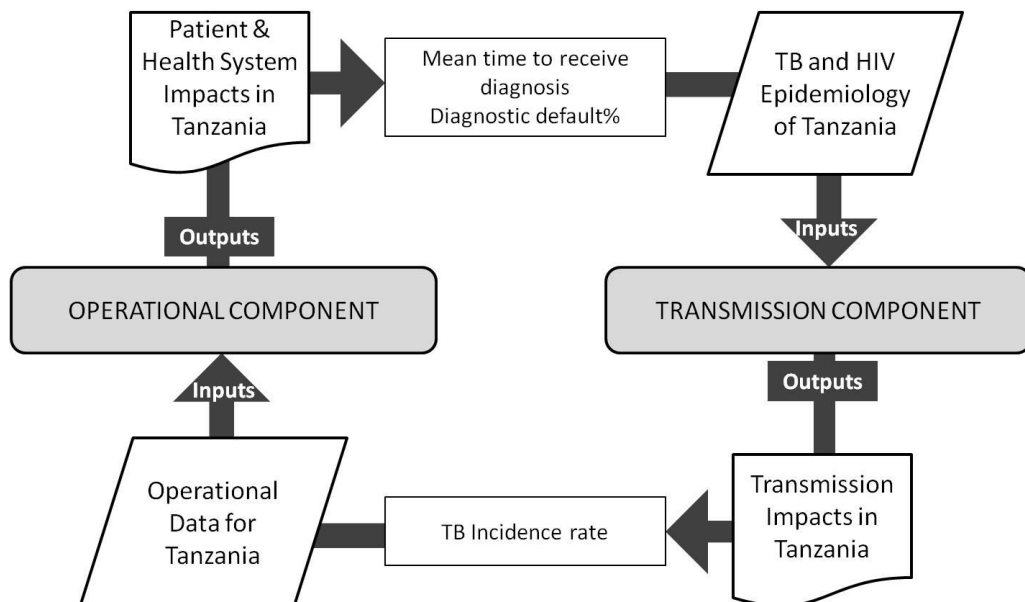 Patient &
Health System
Impacts in
Tanzania
Mean time to receive
diagnosis
Diagnostic default%
TB and HIV
Epidemiology
of Tanzania
Outputs
Inputs
OPERATIONAL COMPONENT
TRANSMISSION COMPONENT
Inputs
Outputs
Operational
Data for
Tanzania
TB Incidence rate
Transmission
Impacts in
Tanzania